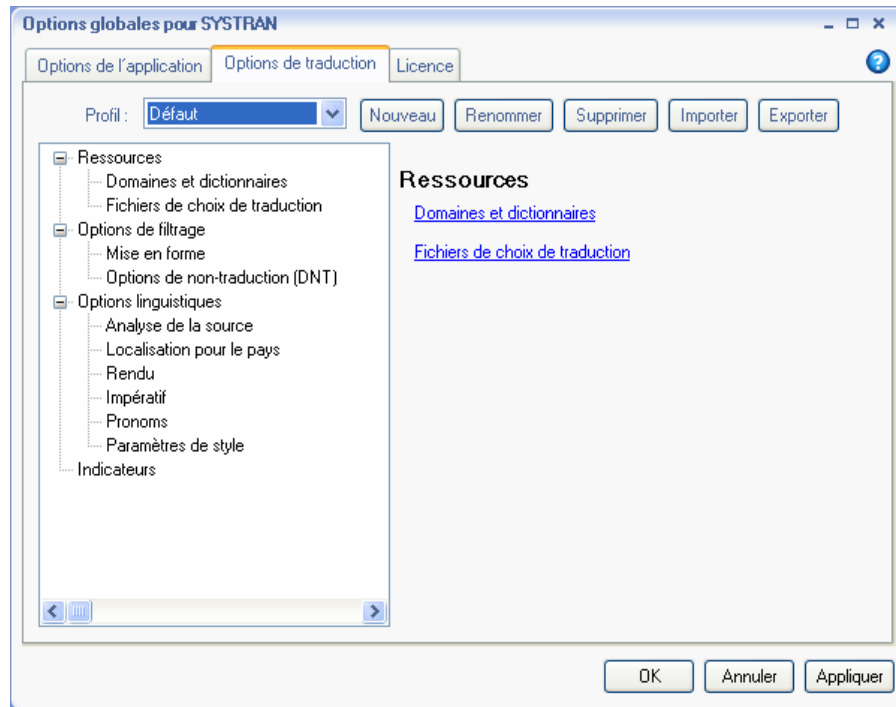 Options globales pour SYSTRAN
Options de l'application Options de traduction Licence
Profil : Défaut Nouveau Renommer Supprimer Importer Exporter
Ressources
Domaines et dictionnaires
Fichiers de choix de traduction
Options de filtrage
Mise en forme
Options de non-traduction (DNT)
Options linguistiques
Analyse de la source
Localisation pour le pays
Rendu
Impératif
Pronoms
Paramètres de style
Indicateurs
Ressources
Domaines et dictionnaires
Fichiers de choix de traduction
OK Annuler Appliquer